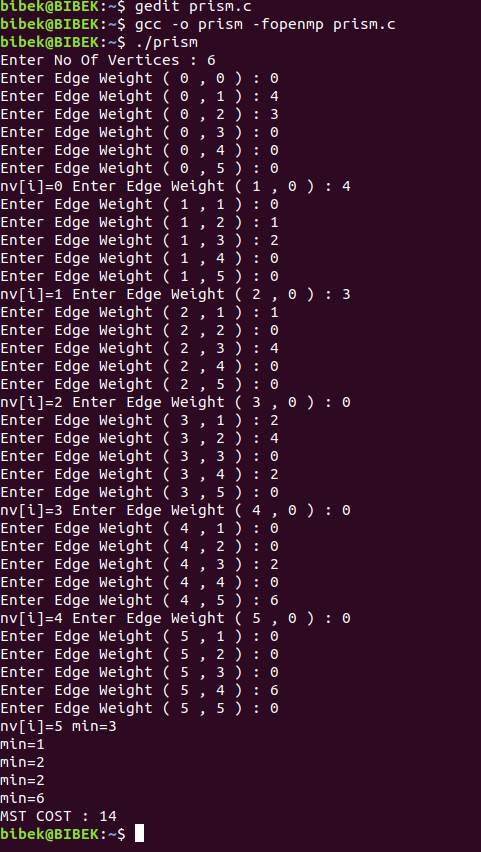 bibek@BIBEK:~$ gedit prism.c
bibek@BIBEK:~$ gcc -o prism -fopenmp prism.c
bibek@BIBEK:~$ ./prism
Enter No Of Vertices : 6
Enter Edge Weight ( 0 , 0 ) : 0
Enter Edge Weight ( 0 , 1 ) : 4
Enter Edge Weight ( 0 , 2 ) : 3
Enter Edge Weight ( 0 , 3 ) : 0
Enter Edge Weight ( 0 , 4 ) : 0
Enter Edge Weight ( 0 , 5 ) : 0
nv[i]=0 Enter Edge Weight ( 1 , 0 ) : 4
Enter Edge Weight ( 1 , 1 ) : 0
Enter Edge Weight ( 1 , 2 ) : 1
Enter Edge Weight ( 1 , 3 ) : 2
Enter Edge Weight ( 1 , 4 ) : 0
Enter Edge Weight ( 1 , 5 ) : 0
nv[i]=1 Enter Edge Weight ( 2 , 0 ) : 3
Enter Edge Weight ( 2 , 1 ) : 1
Enter Edge Weight ( 2 , 2 ) : 0
Enter Edge Weight ( 2 , 3 ) : 4
Enter Edge Weight ( 2 , 4 ) : 0
Enter Edge Weight ( 2 , 5 ) : 0
nv[i]=2 Enter Edge Weight ( 3 , 0 ) : 0
Enter Edge Weight ( 3 , 1 ) : 2
Enter Edge Weight ( 3 , 2 ) : 4
Enter Edge Weight ( 3 , 3 ) : 0
Enter Edge Weight ( 3 , 4 ) : 2
Enter Edge Weight ( 3 , 5 ) : 0
nv[i]=3 Enter Edge Weight ( 4 , 0 ) : 0
Enter Edge Weight ( 4 , 1 ) : 0
Enter Edge Weight ( 4 , 2 ) : 0
Enter Edge Weight ( 4 , 3 ) : 2
Enter Edge Weight ( 4 , 4 ) : 0
Enter Edge Weight ( 4 , 5 ) : 6
nv[i]=4 Enter Edge Weight ( 5 , 0 ) : 0
Enter Edge Weight ( 5 , 1 ) : 0
Enter Edge Weight ( 5 , 2 ) : 0
Enter Edge Weight ( 5 , 3 ) : 0
Enter Edge Weight ( 5 , 4 ) : 6
Enter Edge Weight ( 5 , 5 ) : 0
nv[i]=5 min=3
min=1
min=2
min=2
min=6
MST COST : 14
bibek@BIBEK:~$